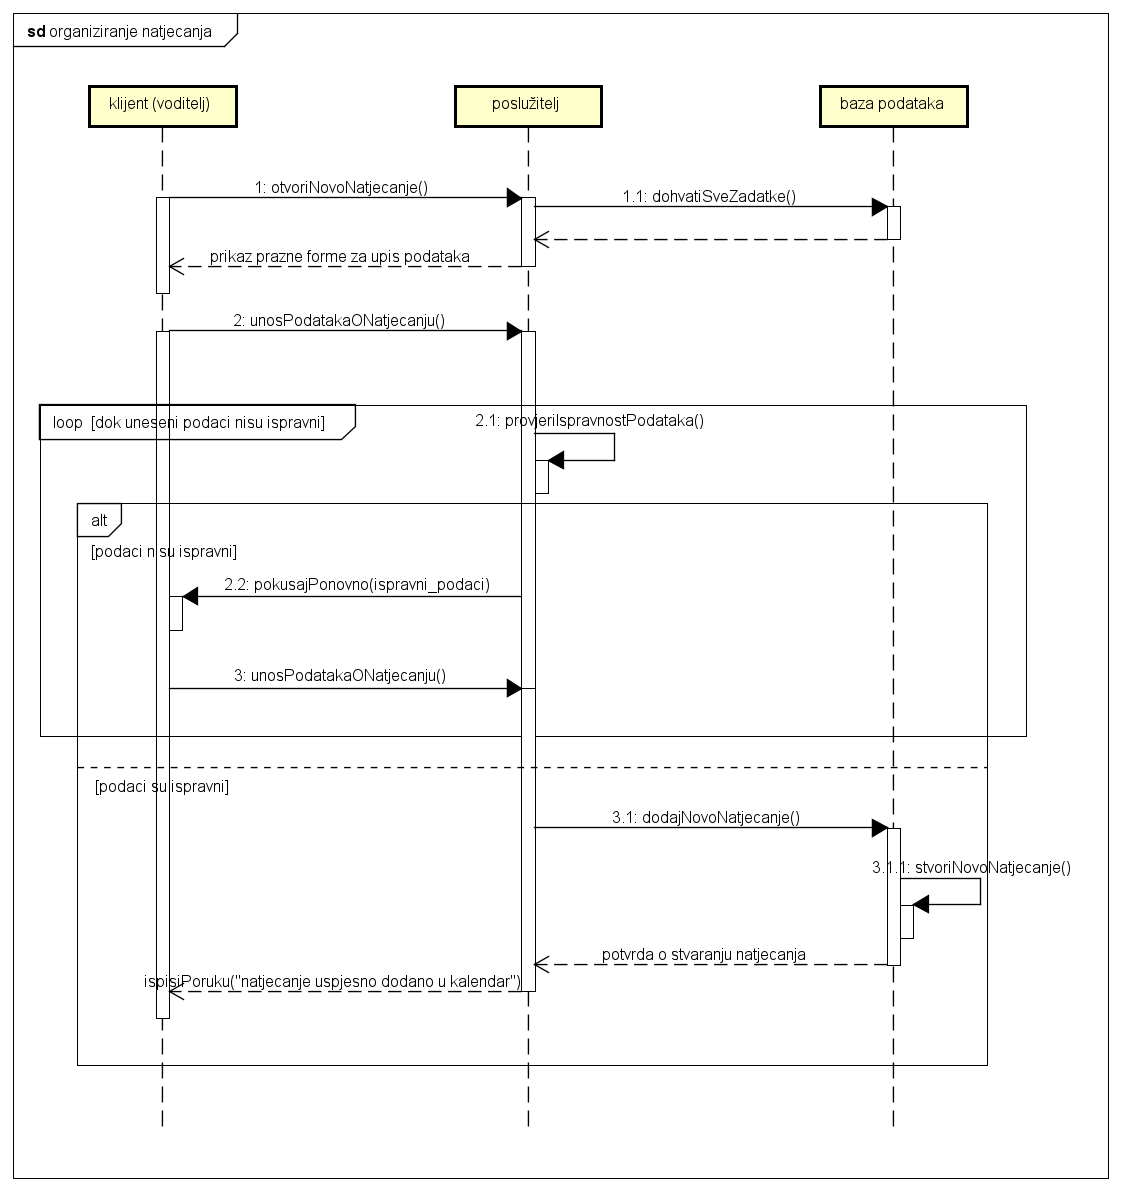 sd organiziranje natjecanja
klijent (voditelj)
poslužitelj
baza podataka
1: otvoriNovoNatjecanje()
1.1: dohvatiSveZadatke()
prikaz prazne forme za upis podataka
2: unosPodatakaONatjecanju()
loop [dok uneseni podaci nisu ispravni]
2.1: provjeriIspravnostPodataka()
alt
[podaci nisu ispravni]
2.2: pokusajPonovno(ispravni_podaci)
3: unosPodatakaONatjecanju()
[podaci su ispravni]
3.1: dodajNovoNatjecanje()
3.1.1: stvoriNovoNatjecanje()
potvrda o stvaranju natjecanja
ispisiPoruku("natjecanje uspjesno dodano u kalendar")